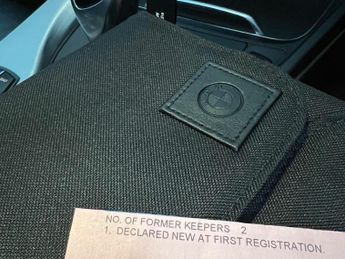 NO. OF FORMER KEEPERS 2
1. DECLARED NEW AT FIRST REGISTRATION.